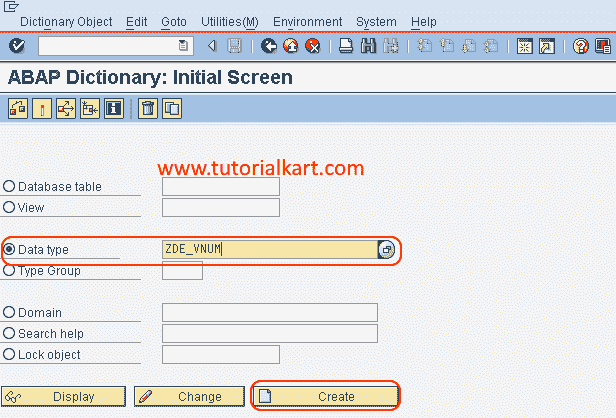 Dictionary Object Edit Goto Utilities(M) Environment System Help
ABAP Dictionary: Initial Screen
www.tutorialkart.com
Database table
View
Data type ZDE_VNUM
Type Group
Domain
Search help
Lock object
Display Change Create